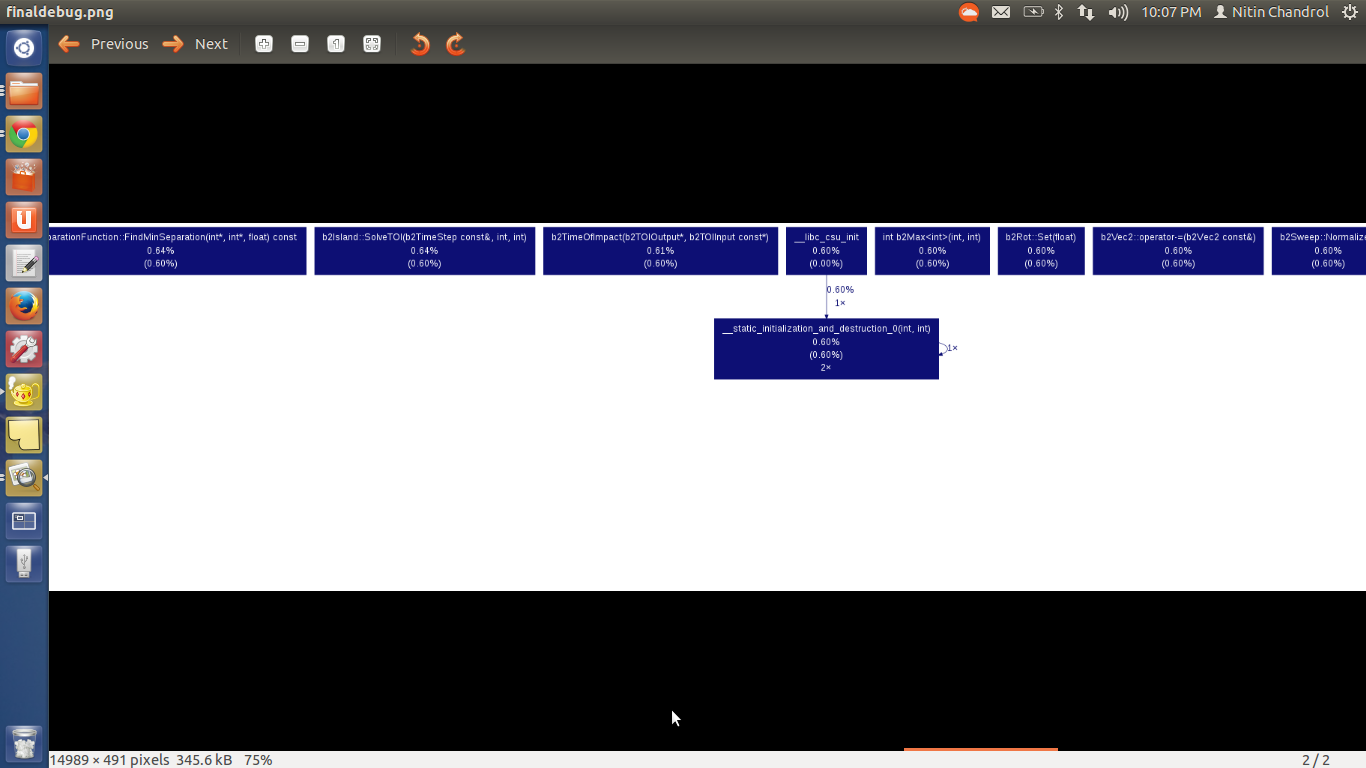 finaldebug.png
10:07 PM
Nitin Chandrol
Previous
Next
parationFunction::FindMinSeparation(int*, int*, float) const
0.64%
(0.60%)
b2Island::SolveTOI(b2TimeStep const&, int, int)
0.64%
(0.60%)
b2TimeOfImpact(b2TOIOutput*, b2TOIInput const*)
0.61%
(0.60%)
__libc_csu_init
0.60%
(0.00%)
int b2Max<int>(int, int)
0.60%
(0.60%)
b2Rot::Set(float)
0.60%
(0.60%)
b2Vec2::operator-=(b2Vec2 const&)
0.60%
(0.60%)
b2Sweep::Normalize
0.60%
(0.60%)
0.60%
1×
__static_initialization_and_destruction_0(int, int)
0.60%
(0.60%)
2×
1×
14989 × 491 pixels 345.6 kB 75%
2 / 2